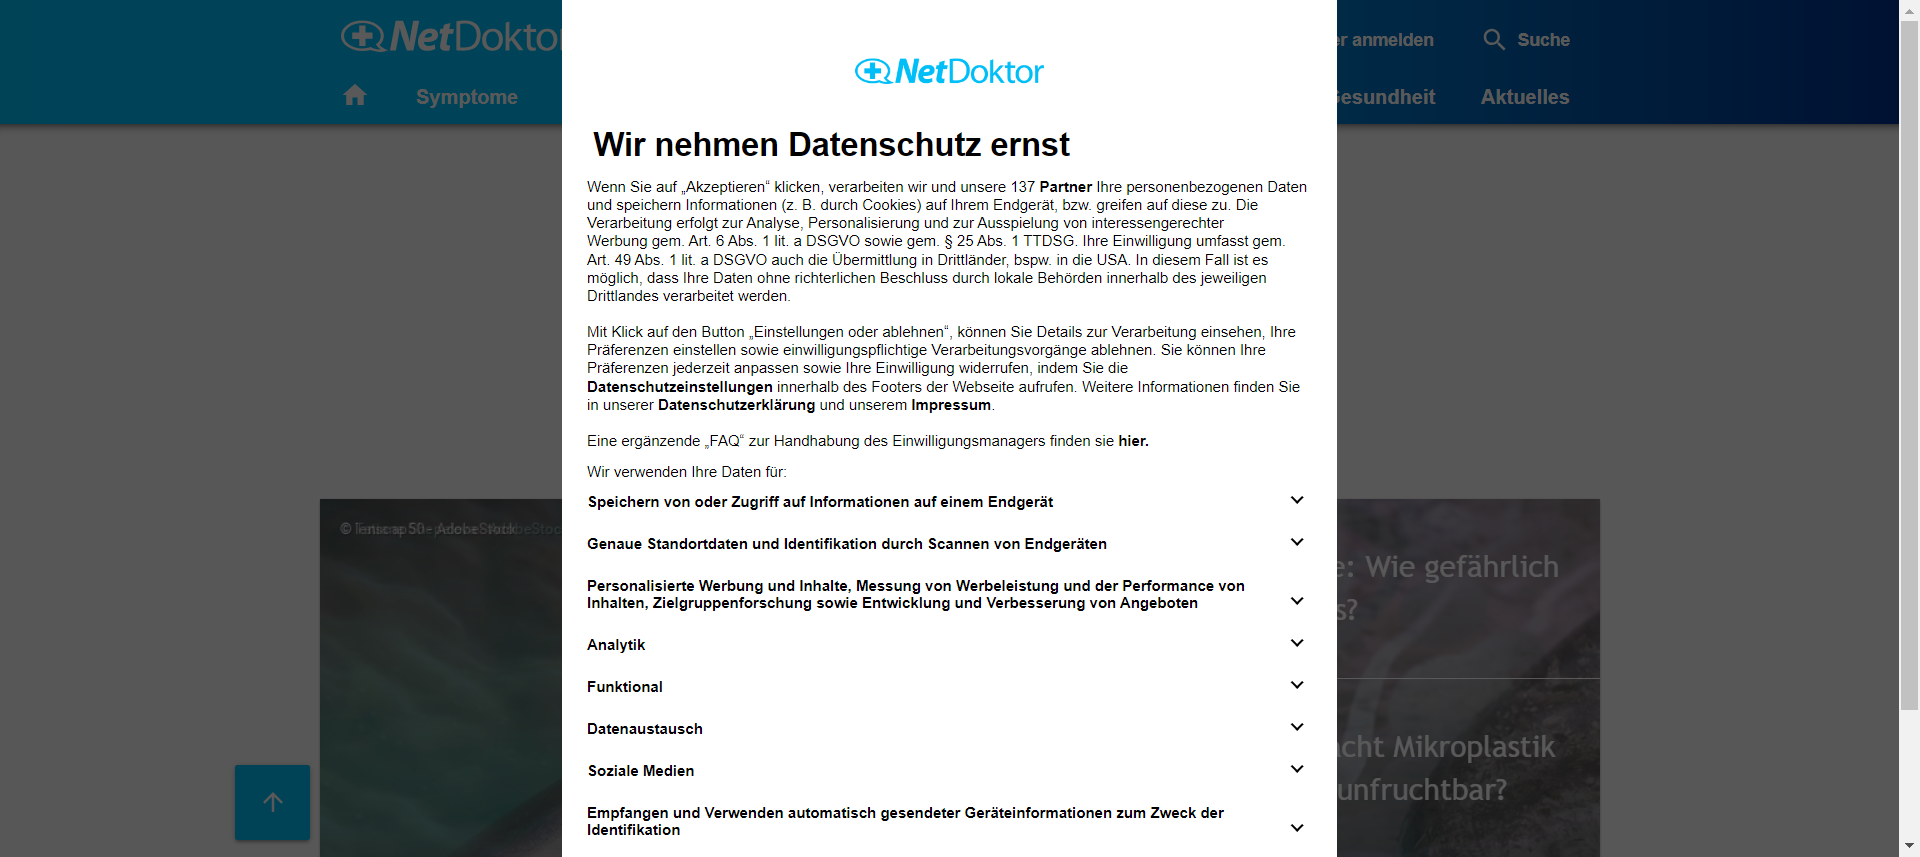 NetDoktor
er anmelden
Suche
Symptome
Gesundheit
Aktuelles
NetDoktor
Wir nehmen Datenschutz ernst
Wenn Sie auf „Akzeptieren“ klicken, verarbeiten wir und unsere 137 Partner Ihre personenbezogenen Daten
und speichern Informationen (z. B. durch Cookies) auf Ihrem Endgerät, bzw. greifen auf diese zu. Die
Verarbeitung erfolgt zur Analyse, Personalisierung und zur Ausspielung von interessengerechter
Werbung gem. Art. 6 Abs. 1 lit. a DSGVO sowie gem. § 25 Abs. 1 TTDSG. Ihre Einwilligung umfasst gem.
Art. 49 Abs. 1 lit. a DSGVO auch die Übermittlung in Drittländer, bspw. in die USA. In diesem Fall ist es
möglich, dass Ihre Daten ohne richterlichen Beschluss durch lokale Behörden innerhalb des jeweiligen
Drittlandes verarbeitet werden.
Mit Klick auf den Button „Einstellungen oder ablehnen“, können Sie Details zur Verarbeitung einsehen, Ihre
Präferenzen einstellen sowie einwilligungspflichtige Verarbeitungsvorgänge ablehnen. Sie können Ihre
Präferenzen jederzeit anpassen sowie Ihre Einwilligung widerrufen, indem Sie die
Datenschutzeinstellungen innerhalb des Footers der Webseite aufrufen. Weitere Informationen finden Sie
in unserer Datenschutzerklärung und unserem Impressum.
Eine ergänzende „FAQ“ zur Handhabung des Einwilligungsmanagers finden sie hier.
Wir verwenden Ihre Daten für:
Speichern von oder Zugriff auf Informationen auf einem Endgerät
Genaue Standortdaten und Identifikation durch Scannen von Endgeräten
Personalisierte Werbung und Inhalte, Messung von Werbeleistung und der Performance von
Inhalten, Zielgruppenforschung sowie Entwicklung und Verbesserung von Angeboten
Analytik
Funktional
Datenaustausch
Soziale Medien
Empfangen und Verwenden automatisch gesendeter Geräteinformationen zum Zweck der
Identifikation
e: Wie gefährlich
s?
acht Mikroplastik
unfruchtbar?